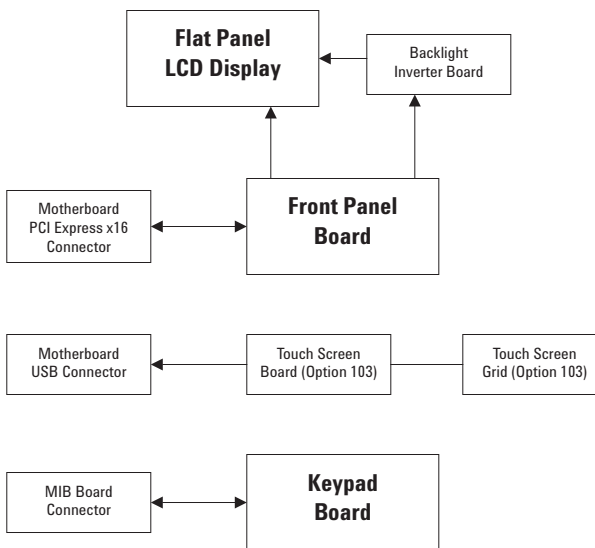 Flat Panel
LCD Display
Backlight
Inverter Board
Motherboard
PCI Express x16
Connector
Front Panel
Board
Motherboard
USB Connector
Touch Screen
Board (Option 103)
Touch Screen
Grid (Option 103)
MIB Board
Connector
Keypad
Board